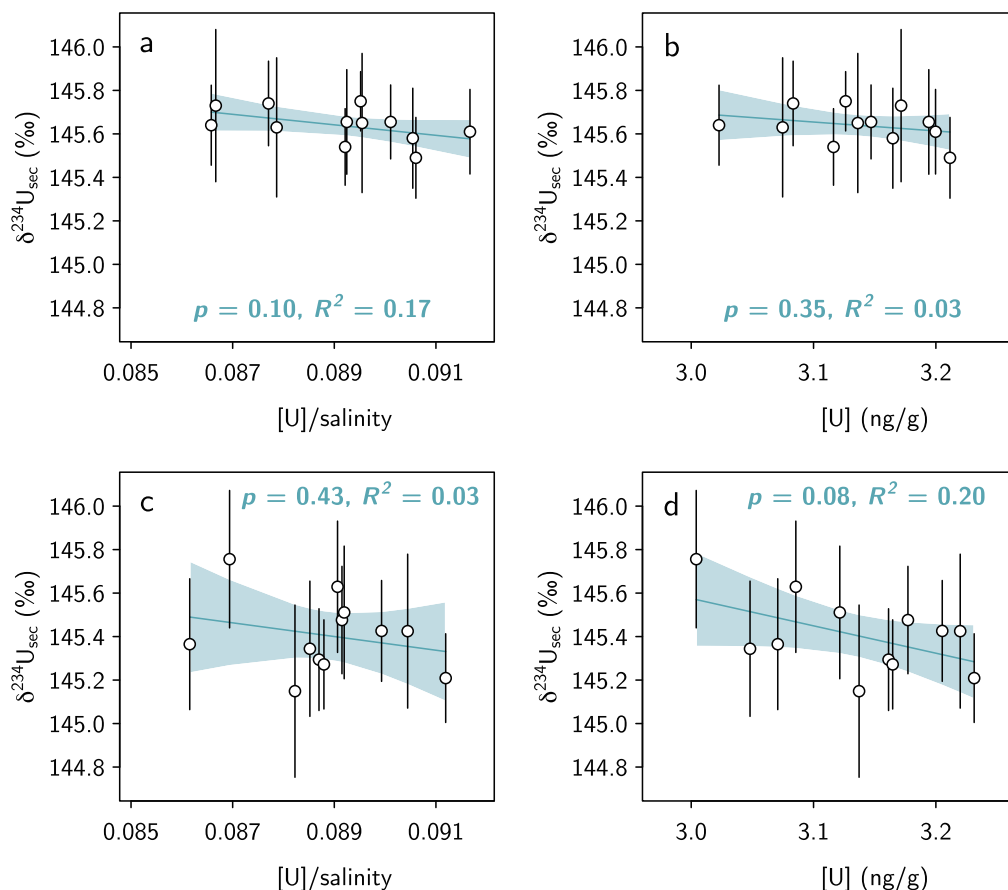 a
146.0
145.8
145.6
145.4
145.2
145.0
144.8
δ²³⁴U_sec (‰)
p = 0.10, R² = 0.17
0.085 0.087 0.089 0.091
[U]/salinity
b
146.0
145.8
145.6
145.4
145.2
145.0
144.8
δ²³⁴U_sec (‰)
p = 0.35, R² = 0.03
3.0 3.1 3.2
[U] (ng/g)
c
p = 0.43, R² = 0.03
146.0
145.8
145.6
145.4
145.2
145.0
144.8
δ²³⁴U_sec (‰)
0.085 0.087 0.089 0.091
[U]/salinity
d
p = 0.08, R² = 0.20
146.0
145.8
145.6
145.4
145.2
145.0
144.8
δ²³⁴U_sec (‰)
3.0 3.1 3.2
[U] (ng/g)